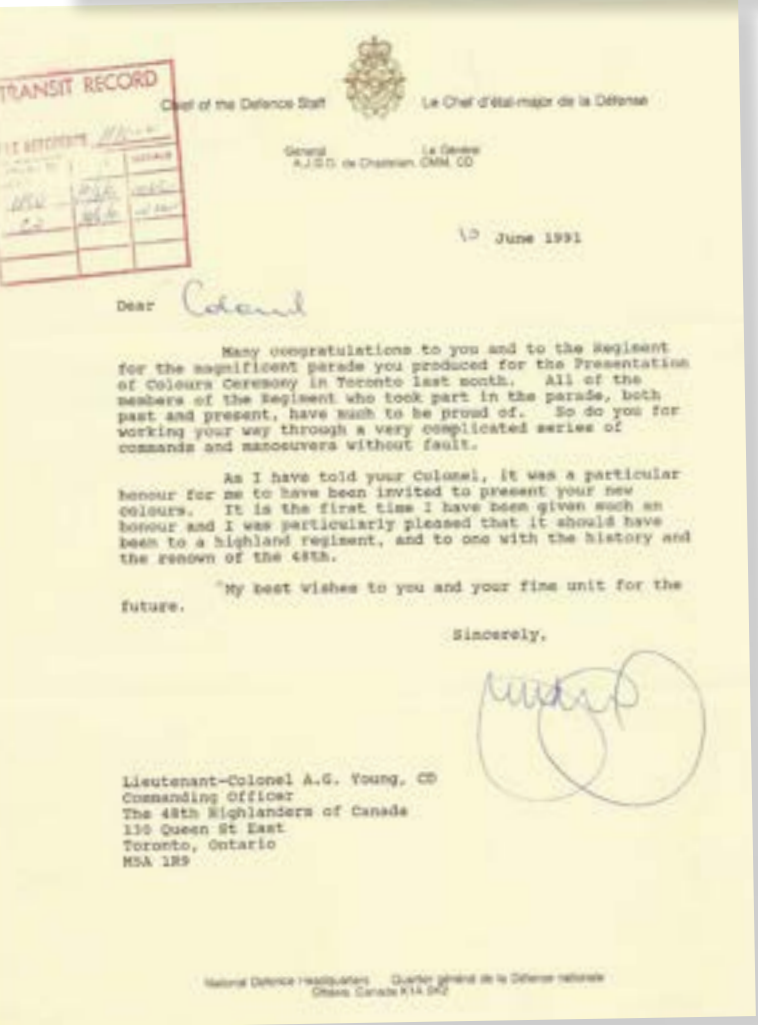 TRANSIT RECORD
Chief of the Defence Staff
Le Chef d'état-major de la Défense
General Le Général
A.J.G.D. de Chastelain, CMM, CD
10 June 1991
Dear Colonel
Many congratulations to you and to the Regiment
for the magnificent parade you produced for the Presentation
of Colours Ceremony in Toronto last month. All of the
members of the Regiment who took part in the parade, both
past and present, have much to be proud of. So do you for
working your way through a very complicated series of
commands and manoeuvers without fault.
As I have told your Colonel, it was a particular
honour for me to have been invited to present your new
colours. It is the first time I have been given such an
honour and I was particularly pleased that it should have
been to a highland regiment, and to one with the history and
the renown of the 48th.
My best wishes to you and your fine unit for the
future.
Sincerely,
Lieutenant-Colonel A.G. Young, CD
Commanding Officer
The 48th Highlanders of Canada
130 Queen St East
Toronto, Ontario
M5A 1R9
National Defence Headquarters Quartier général de la Défense nationale
Ottawa, Canada K1A 0K2